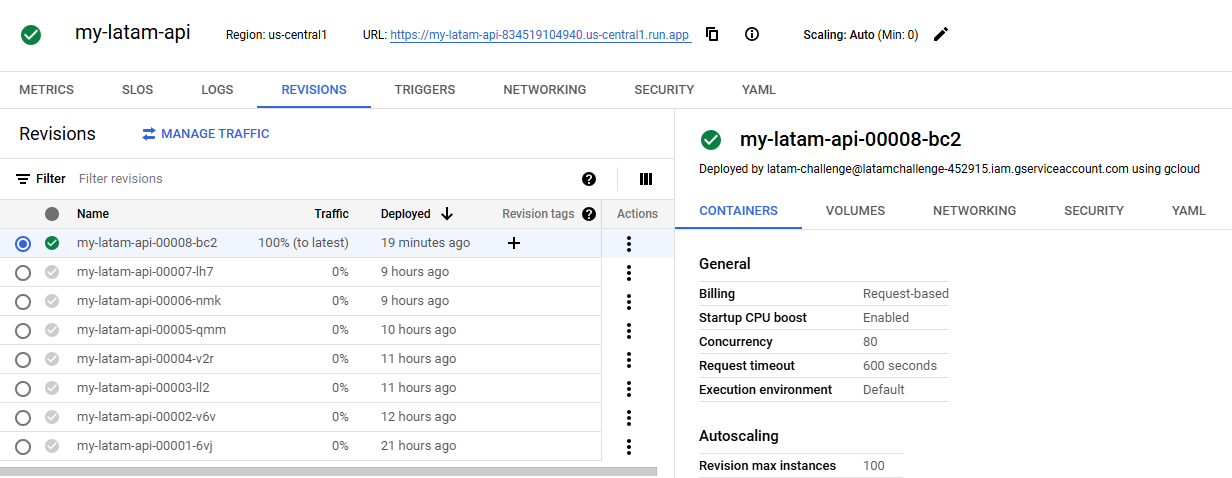 my-latam-api Region: us-central1 URL: https://my-latam-api-834519104940.us-central1.run.app Scaling: Auto (Min: 0)
METRICS SLOS LOGS REVISIONS TRIGGERS NETWORKING SECURITY YAML
Revisions MANAGE TRAFFIC
Filter Filter revisions
Name Traffic Deployed Revision tags Actions
my-latam-api-00008-bc2 100% (to latest) 19 minutes ago
my-latam-api-00007-lh7 0% 9 hours ago
my-latam-api-00006-nmk 0% 9 hours ago
my-latam-api-00005-qmm 0% 10 hours ago
my-latam-api-00004-v2r 0% 11 hours ago
my-latam-api-00003-ll2 0% 11 hours ago
my-latam-api-00002-v6v 0% 12 hours ago
my-latam-api-00001-6vj 0% 21 hours ago
my-latam-api-00008-bc2
Deployed by latam-challenge@latamchallenge-452915.iam.gserviceaccount.com using gcloud
CONTAINERS VOLUMES NETWORKING SECURITY YAML
General
Billing Request-based
Startup CPU boost Enabled
Concurrency 80
Request timeout 600 seconds
Execution environment Default
Autoscaling
Revision max instances 100